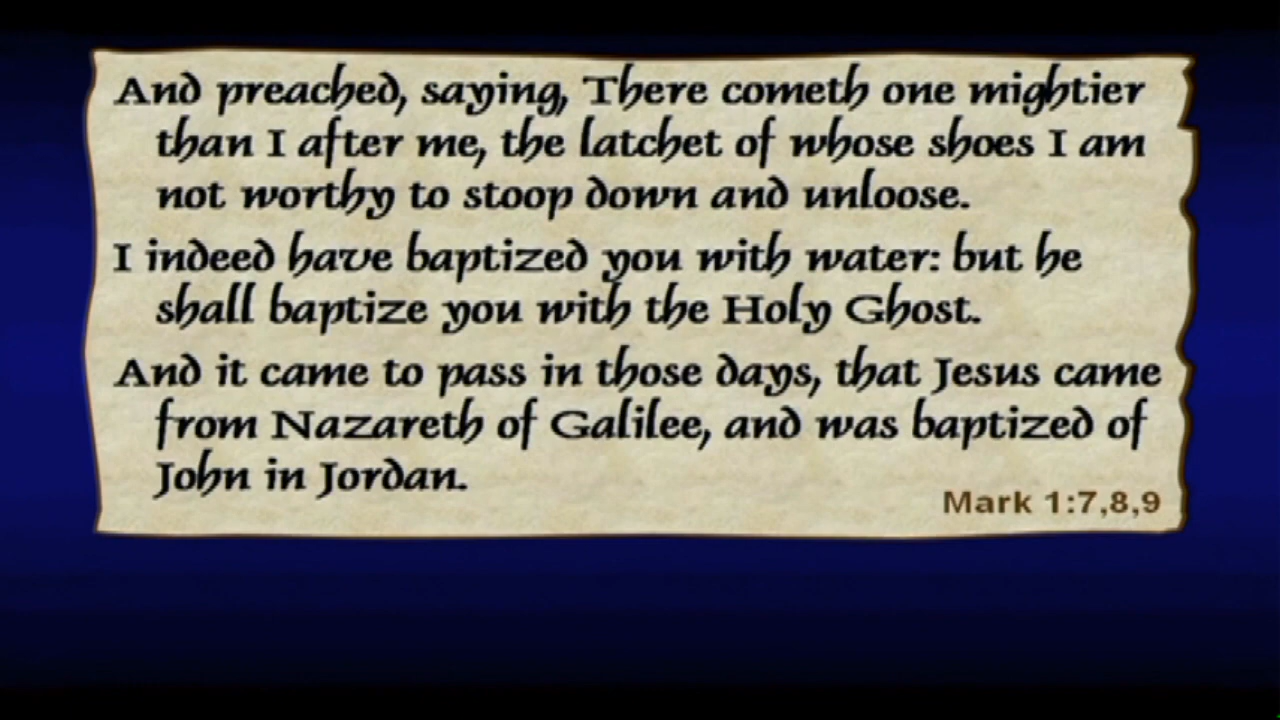 And preached, saying, There cometh one mightier
than I after me, the latchet of whose shoes I am
not worthy to stoop down and unloose.
I indeed have baptized you with water: but he
shall baptize you with the Holy Ghost.
And it came to pass in those days, that Jesus came
from Nazareth of Galilee, and was baptized of
John in Jordan.
Mark 1:7,8,9